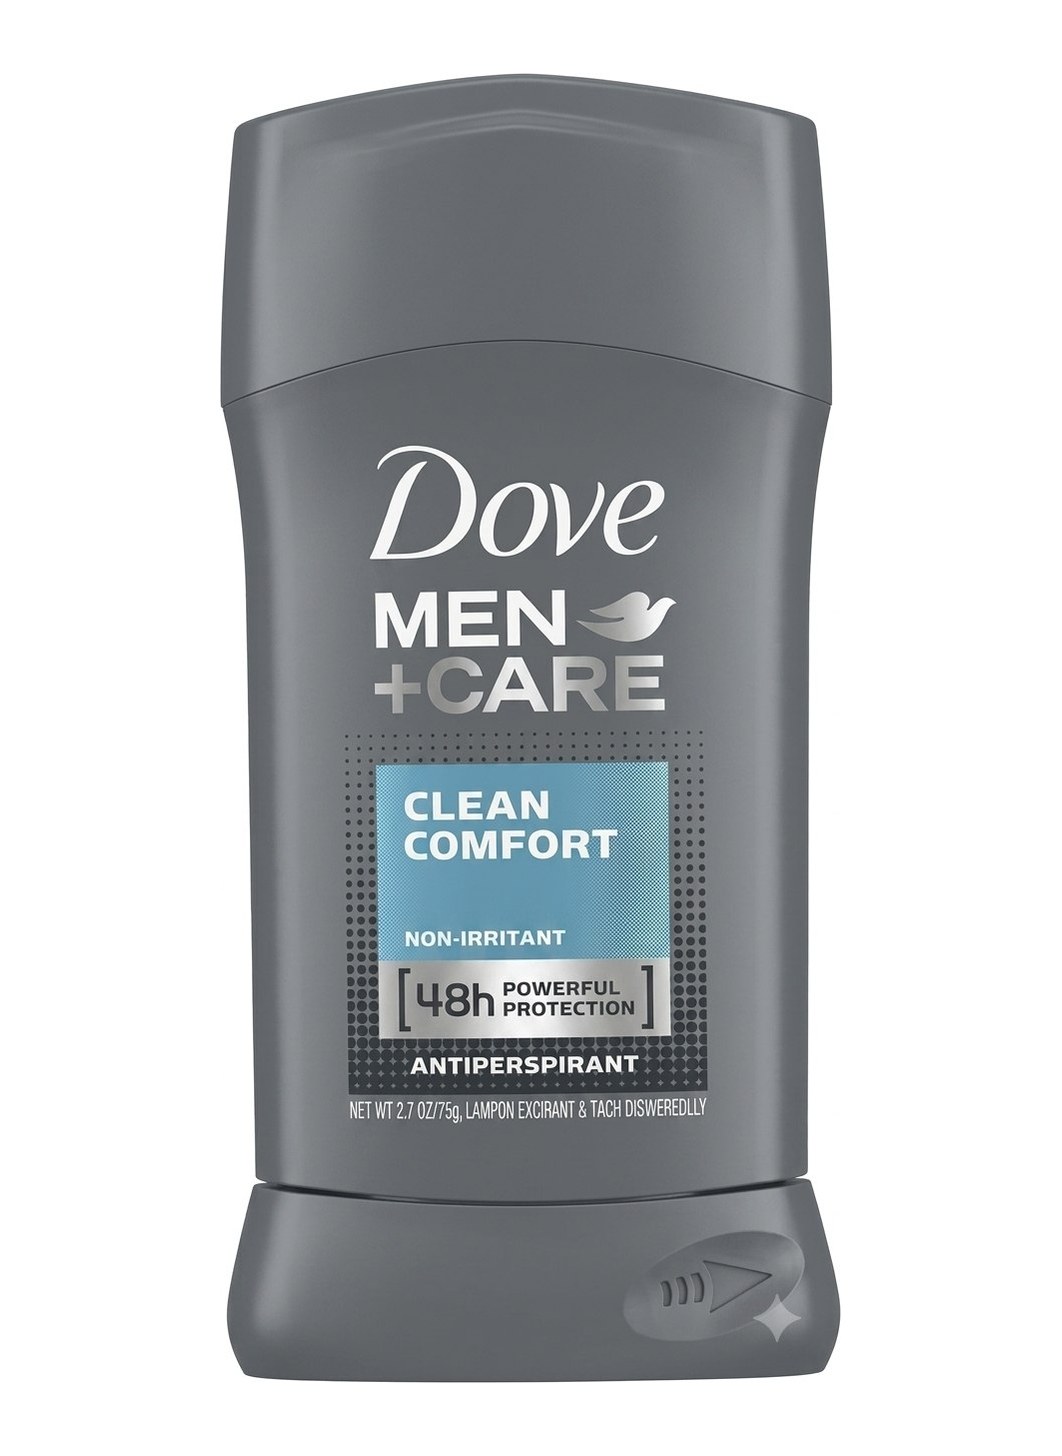 Dove
MEN
+CARE
CLEAN
COMFORT
NON-IRRITANT
[48h POWERFUL
PROTECTION]
ANTIPERSPIRANT
NET WT 2.7 OZ/75g, LAMPON EXCIRANT & TACH DISWEREDLLY